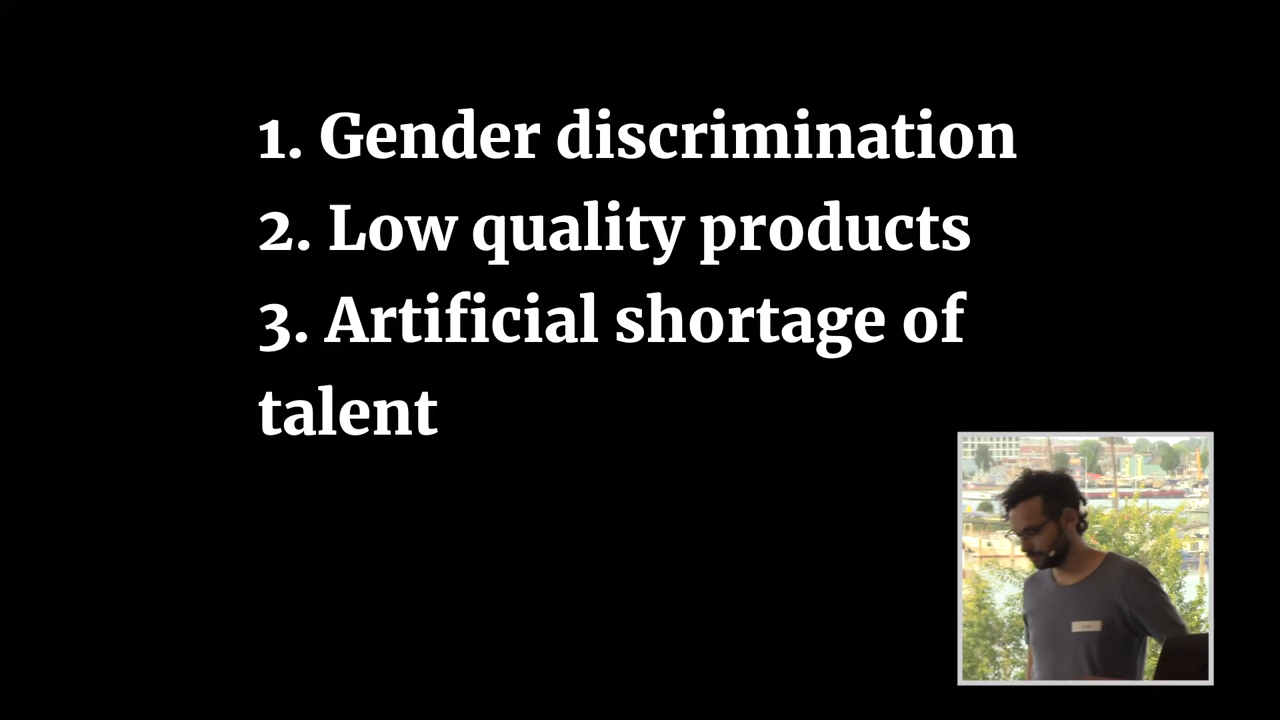 1. Gender discrimination
2. Low quality products
3. Artificial shortage of
talent